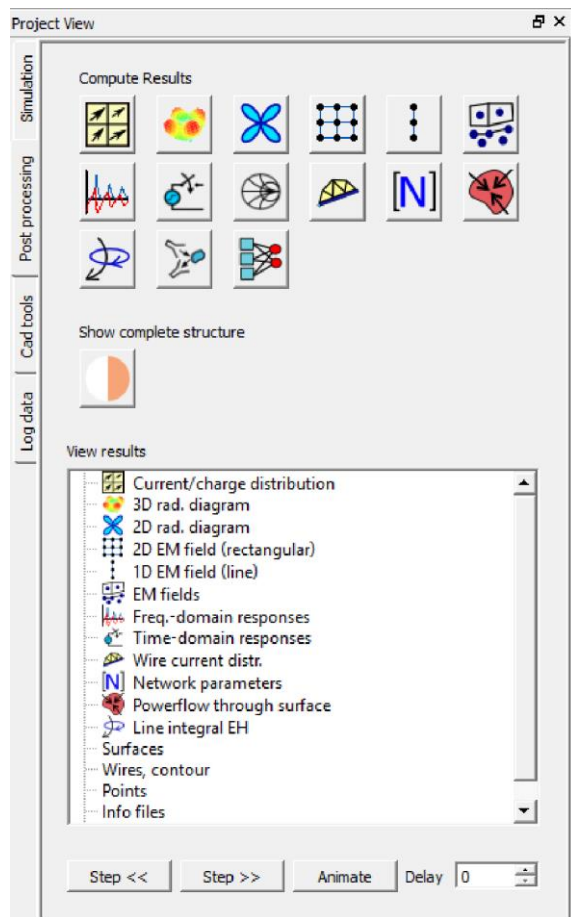 Project View
Simulation
Post processing
Cad tools
Log data
Compute Results
[N]
Show complete structure
View results
Current/charge distribution
3D rad. diagram
2D rad. diagram
2D EM field (rectangular)
1D EM field (line)
EM fields
Freq.-domain responses
Time-domain responses
Wire current distr.
[N] Network parameters
Powerflow through surface
Line integral EH
Surfaces
Wires, contour
Points
Info files
Step << Step >> Animate Delay 0